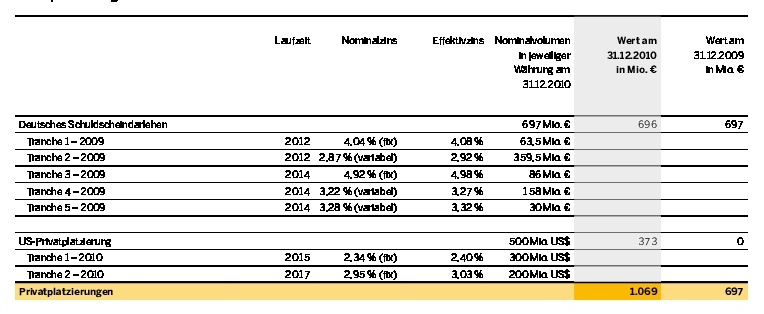 Laufzeit Nominalzins Effektivzins Nominalvolumen Wert am Wert am
in jeweiliger 31.12.2010 31.12.2009
Währung am in Mio. € in Mio. €
31.12.2010
Deutsches Schuldscheindarlehen 697 Mio. € 696 697
Tranche 1 – 2009 2012 4,04 % (fix) 4,08 % 63,5 Mio. €
Tranche 2 – 2009 2012 2,87 % (variabel) 2,92 % 359,5 Mio. €
Tranche 3 – 2009 2014 4,92 % (fix) 4,98 % 86 Mio. €
Tranche 4 – 2009 2014 3,22 % (variabel) 3,27 % 158 Mio. €
Tranche 5 – 2009 2014 3,28 % (variabel) 3,32 % 30 Mio. €
US-Privatplatzierung 500 Mio. US$ 373 0
Tranche 1 – 2010 2015 2,34 % (fix) 2,40 % 300 Mio. US$
Tranche 2 – 2010 2017 2,95 % (fix) 3,03 % 200 Mio. US$
Privatplatzierungen 1.069 697